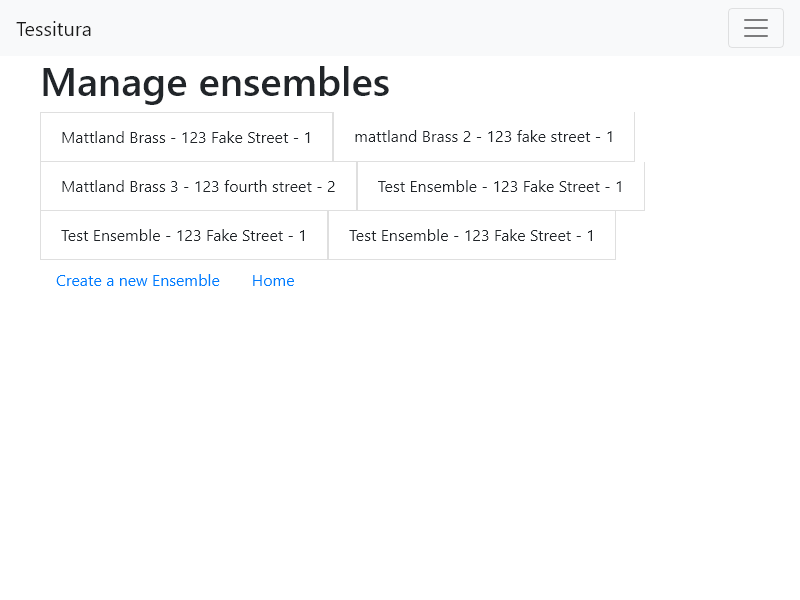 Tessitura
Manage ensembles
Mattland Brass - 123 Fake Street - 1
mattland Brass 2 - 123 fake street - 1
Mattland Brass 3 - 123 fourth street - 2
Test Ensemble - 123 Fake Street - 1
Test Ensemble - 123 Fake Street - 1
Test Ensemble - 123 Fake Street - 1
Create a new Ensemble
Home